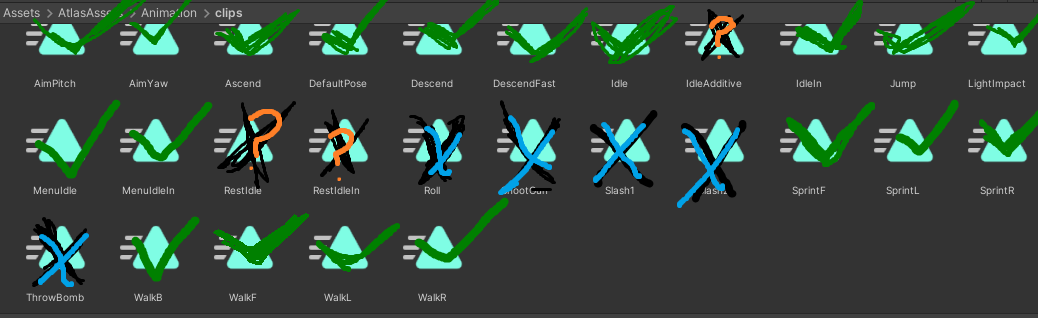 Assets > AtlasAssets > Animation > clips
AimPitch AimYaw Ascend DefaultPose Descend DescendFast Idle IdleAdditive IdleIn Jump LightImpact
?
MenuIdle MenuIdleIn RestIdle RestIdleIn Roll Slash1 SprintF SprintL SprintR
? ?
ThrowBomb WalkB WalkF WalkL WalkR